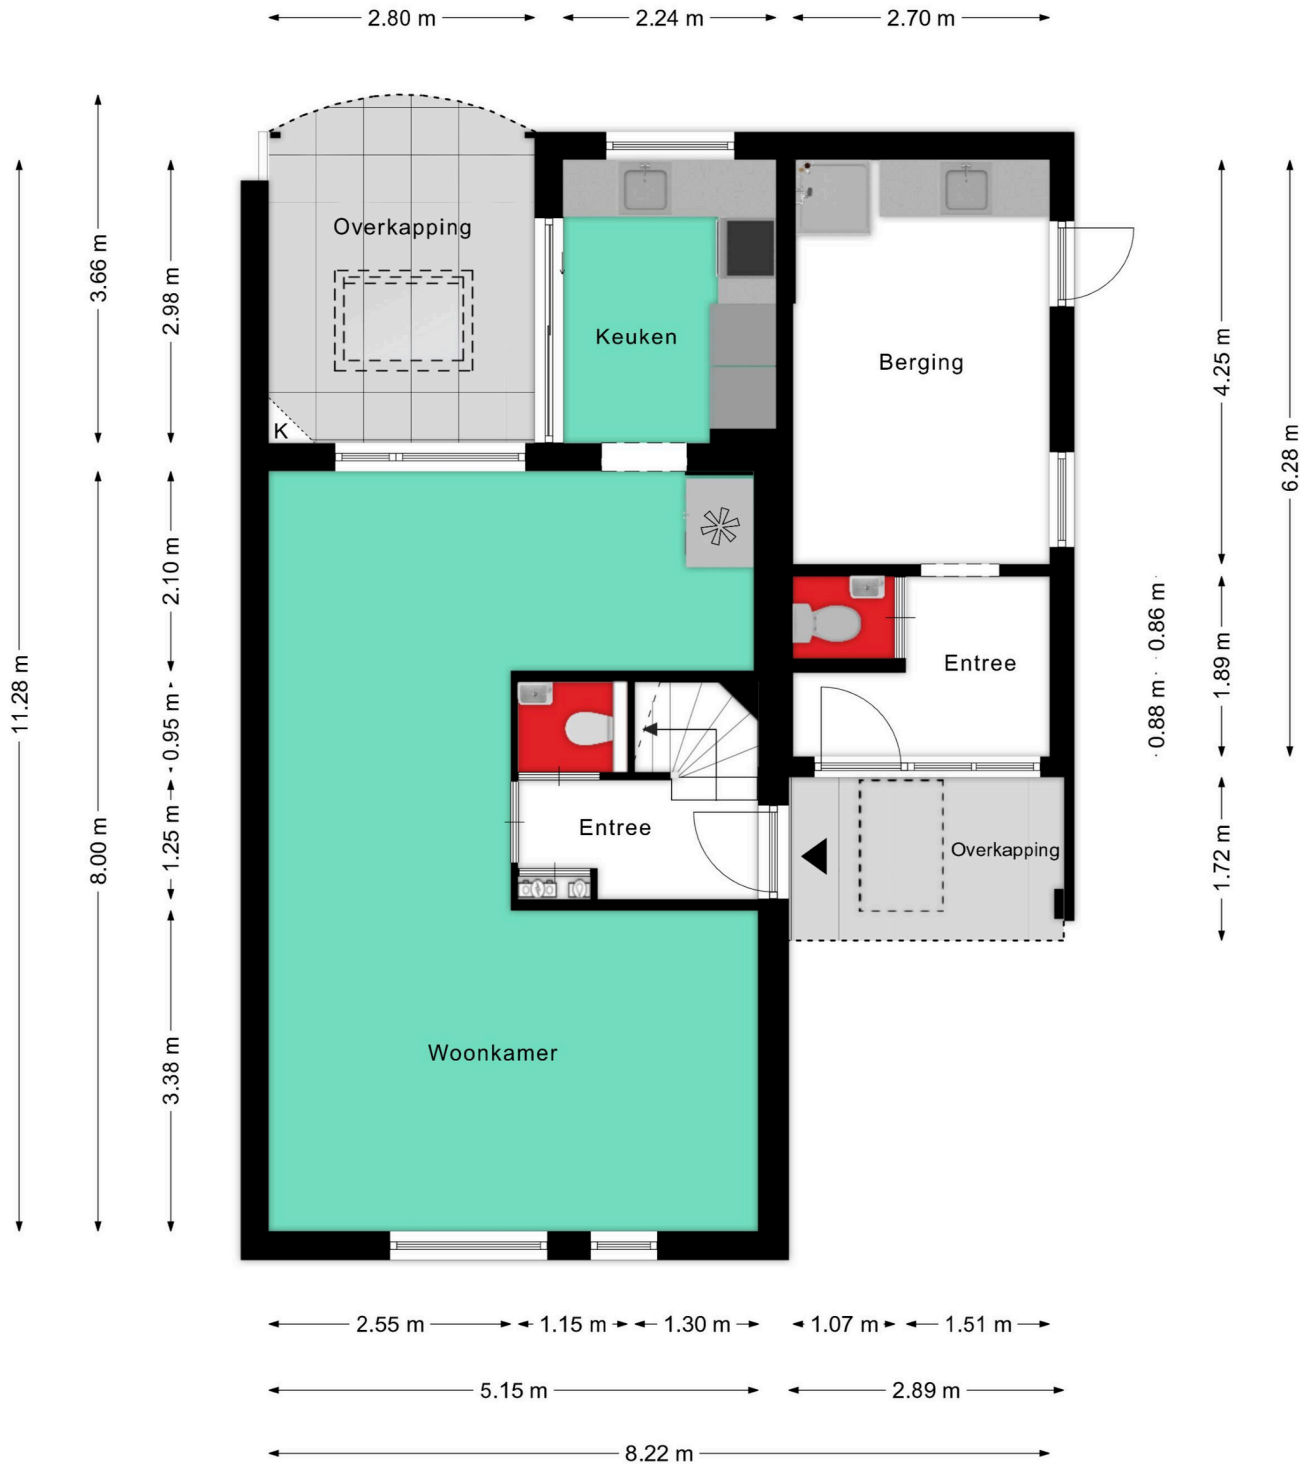 2.80 m
2.24 m
2.70 m
Overkapping
3.66 m
2.98 m
Keuken
Berging
4.25 m
6.28 m
K
2.10 m
11.28 m
0.95 m
0.86 m
0.88 m
1.89 m
Entree
8.00 m
1.25 m
Entree
Overkapping
1.72 m
Woonkamer
3.38 m
2.55 m
1.15 m
1.30 m
1.07 m
1.51 m
5.15 m
2.89 m
8.22 m